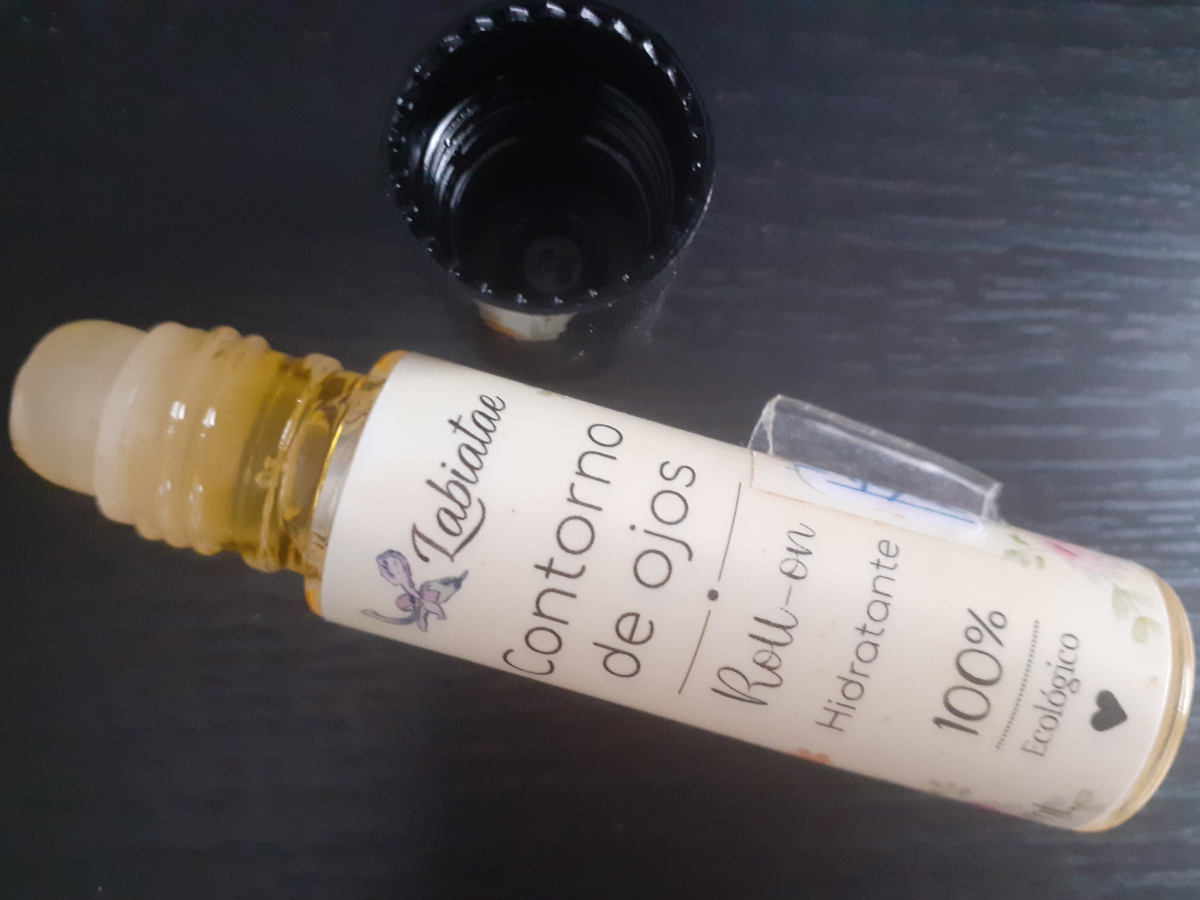 Labiatae
Contorno
de ojos
Roll-on
Hidratante
100%
Ecológico